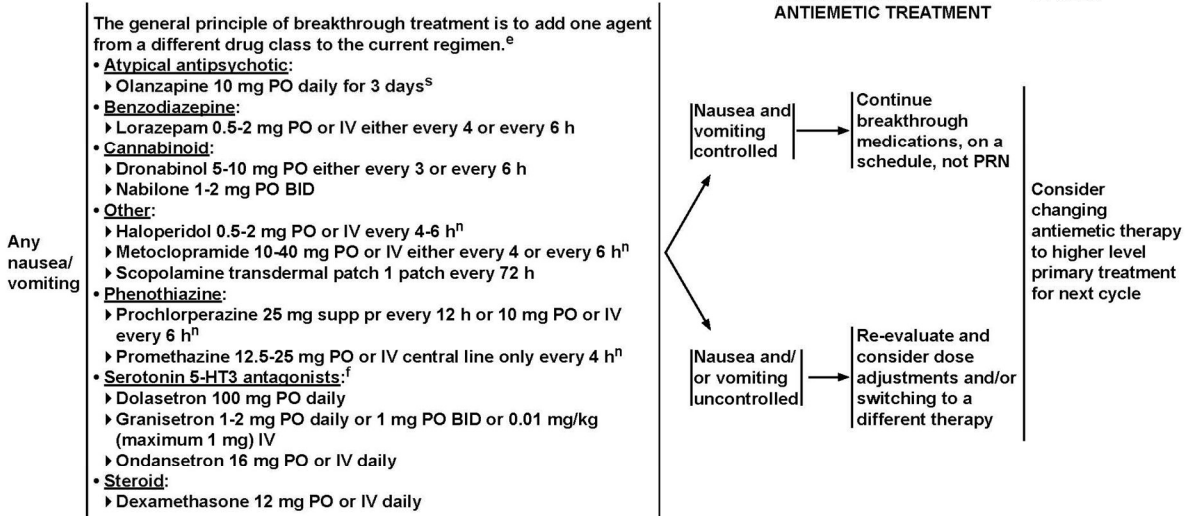 ANTIEMETIC TREATMENT
Any
nausea/
vomiting
The general principle of breakthrough treatment is to add one agent
from a different drug class to the current regimen.e
• Atypical antipsychotic:
▸ Olanzapine 10 mg PO daily for 3 dayss
• Benzodiazepine:
▸ Lorazepam 0.5-2 mg PO or IV either every 4 or every 6 h
• Cannabinoid:
▸ Dronabinol 5-10 mg PO either every 3 or every 6 h
▸ Nabilone 1-2 mg PO BID
• Other:
▸ Haloperidol 0.5-2 mg PO or IV every 4-6 hn
▸ Metoclopramide 10-40 mg PO or IV either every 4 or every 6 hn
▸ Scopolamine transdermal patch 1 patch every 72 h
• Phenothiazine:
▸ Prochlorperazine 25 mg supp pr every 12 h or 10 mg PO or IV
every 6 hn
▸ Promethazine 12.5-25 mg PO or IV central line only every 4 hn
• Serotonin 5-HT3 antagonists:f
▸ Dolasetron 100 mg PO daily
▸ Granisetron 1-2 mg PO daily or 1 mg PO BID or 0.01 mg/kg
(maximum 1 mg) IV
▸ Ondansetron 16 mg PO or IV daily
• Steroid:
▸ Dexamethasone 12 mg PO or IV daily
Nausea and
vomiting
controlled
Continue
breakthrough
medications, on a
schedule, not PRN
Nausea and/
or vomiting
uncontrolled
Re-evaluate and
consider dose
adjustments and/or
switching to a
different therapy
Consider
changing
antiemetic therapy
to higher level
primary treatment
for next cycle